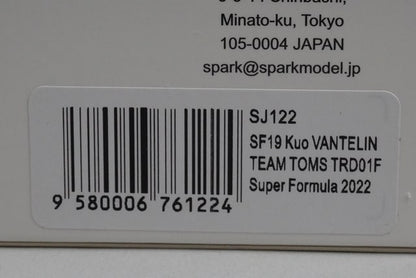 Minato-ku, Tokyo
105-0004 JAPAN
spark@sparkmodel.jp
SJ122
SF19 Kuo VANTELIN
TEAM TOMS TRD01F
Super Formula 2022
9 580006 761224